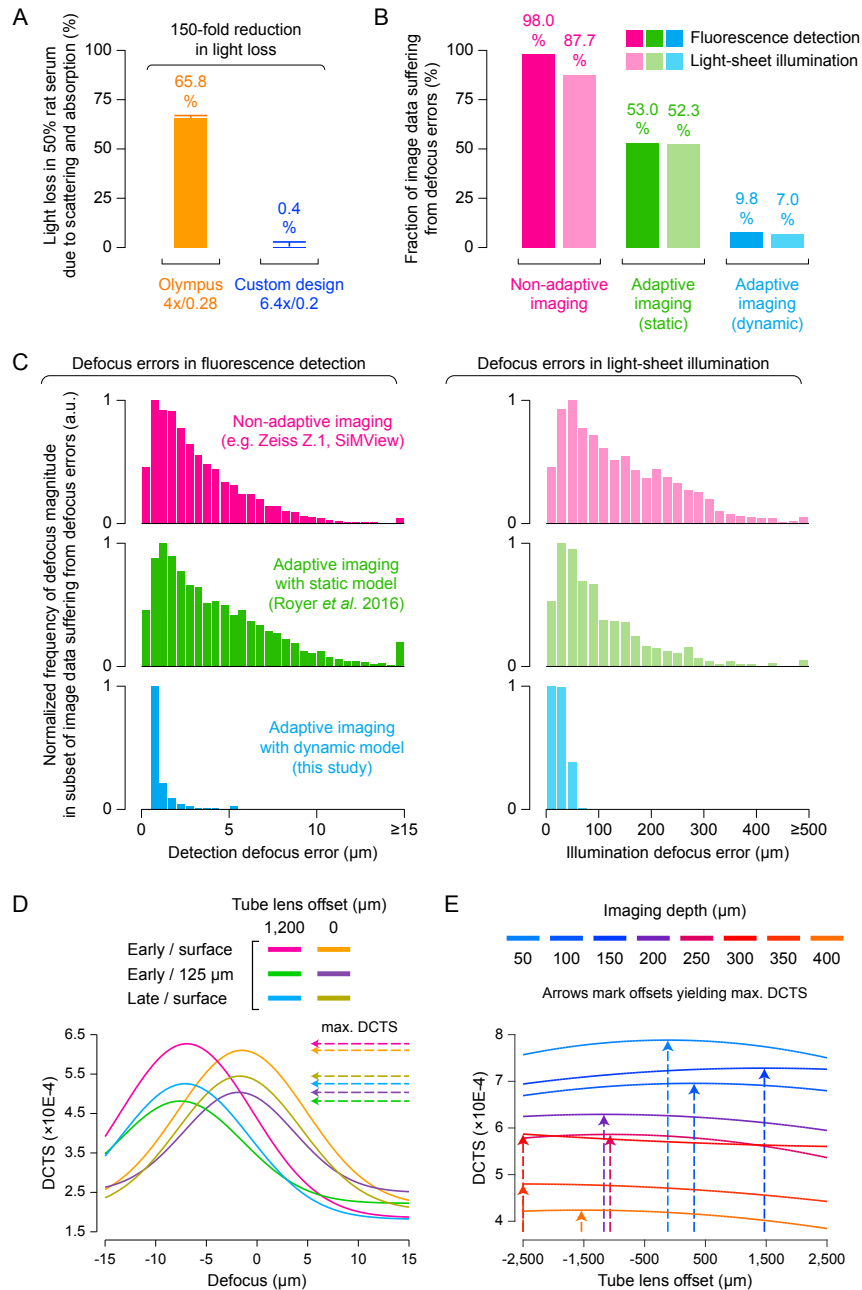 A
150-fold reduction
in light loss
Light loss in 50% rat serum
due to scattering and absorption (%)
100
75
50
25
0
65.8
%
0.4
%
Olympus
4x/0.28
Custom design
6.4x/0.2
B
Fraction of image data suffering
from defocus errors (%)
100
75
50
25
0
98.0
%
87.7
%
53.0
%
52.3
%
9.8
%
7.0
%
Fluorescence detection
Light-sheet illumination
Non-adaptive
imaging
Adaptive
imaging
(static)
Adaptive
imaging
(dynamic)
C
Defocus errors in fluorescence detection
Defocus errors in light-sheet illumination
Normalized frequency of defocus magnitude
in subset of image data suffering from defocus errors (a.u.)
1
0
Non-adaptive imaging
(e.g. Zeiss Z.1, SiMView)
1
0
1
0
Adaptive imaging
with static model
(Royer et al. 2016)
1
0
1
0
Adaptive imaging
with dynamic model
(this study)
1
0
0 5 10 ≥15
Detection defocus error (µm)
0 100 200 300 400 ≥500
Illumination defocus error (µm)
D
Tube lens offset (µm)
1,200 0
Early / surface
Early / 125 µm
Late / surface
max. DCTS
DCTS (×10E-4)
6.5
5.5
4.5
3.5
2.5
1.5
-15 -10 -5 0 5 10 15
Defocus (µm)
E
Imaging depth (µm)
50 100 150 200 250 300 350 400
Arrows mark offsets yielding max. DCTS
DCTS (×10E-4)
8
7
6
5
4
-2,500 -1,500 -500 500 1,500 2,500
Tube lens offset (µm)